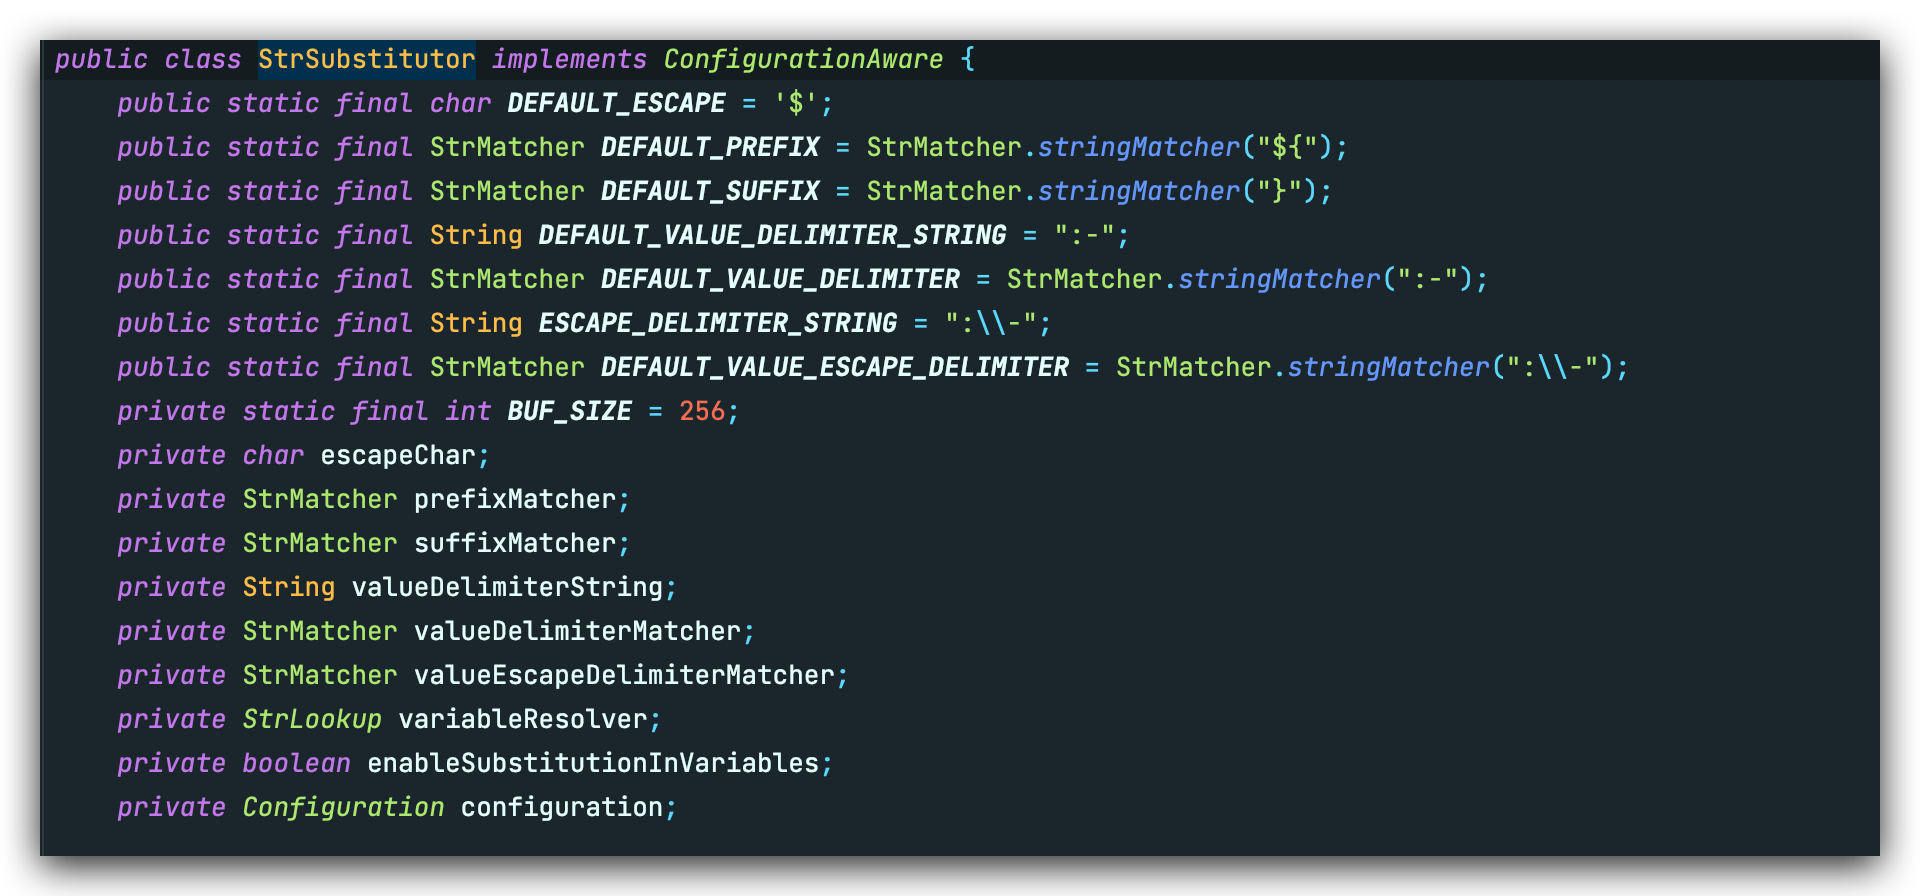 public class StrSubstitutor implements ConfigurationAware {
    public static final char DEFAULT_ESCAPE = '$';
    public static final StrMatcher DEFAULT_PREFIX = StrMatcher.stringMatcher("${");
    public static final StrMatcher DEFAULT_SUFFIX = StrMatcher.stringMatcher("}");
    public static final String DEFAULT_VALUE_DELIMITER_STRING = ":-";
    public static final StrMatcher DEFAULT_VALUE_DELIMITER = StrMatcher.stringMatcher(":-");
    public static final String ESCAPE_DELIMITER_STRING = ":\\-";
    public static final StrMatcher DEFAULT_VALUE_ESCAPE_DELIMITER = StrMatcher.stringMatcher(":\\-");
    private static final int BUF_SIZE = 256;
    private char escapeChar;
    private StrMatcher prefixMatcher;
    private StrMatcher suffixMatcher;
    private String valueDelimiterString;
    private StrMatcher valueDelimiterMatcher;
    private StrMatcher valueEscapeDelimiterMatcher;
    private StrLookup variableResolver;
    private boolean enableSubstitutionInVariables;
    private Configuration configuration;